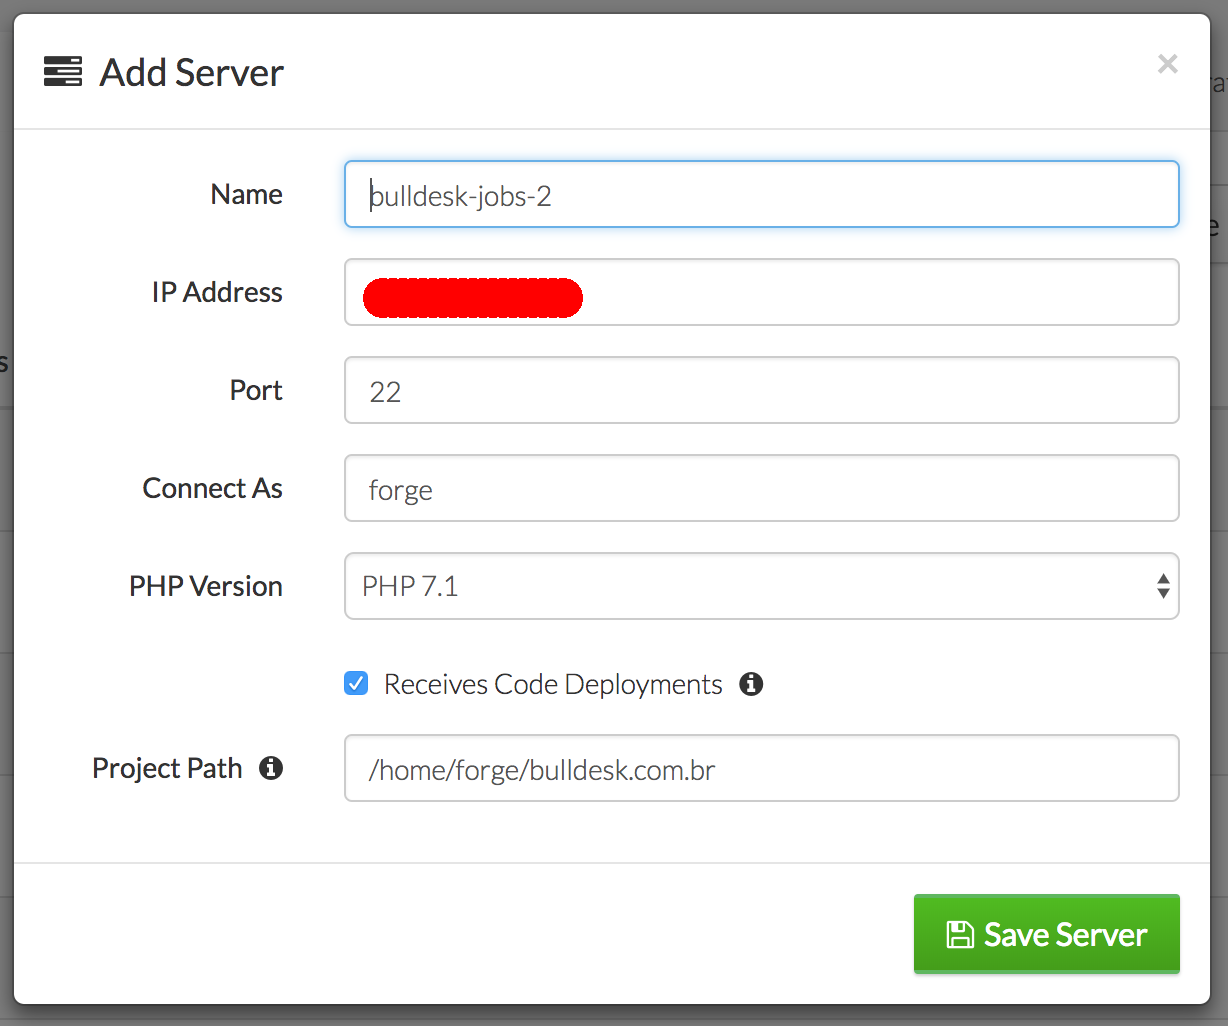 Add Server
×
Name
bulldesk-jobs-2
IP Address
Port
22
Connect As
forge
PHP Version
PHP 7.1
Receives Code Deployments
Project Path
/home/forge/bulldesk.com.br
Save Server